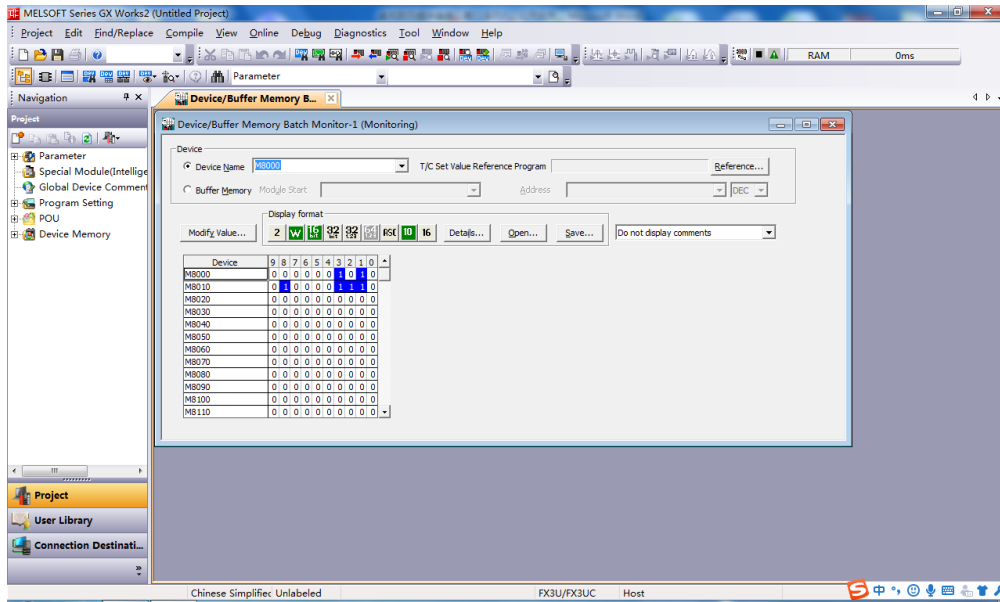 MELSOFT Series GX Works2 (Untitled Project)
Project Edit Find/Replace Compile View Online Debug Diagnostics Tool Window Help
RAM 0ms
Parameter
Navigation
Device/Buffer Memory B...
Project
Device/Buffer Memory Batch Monitor-1 (Monitoring)
Parameter
Special Module(Intellige
Global Device Comment
Program Setting
POU
Device Memory
Device
Device Name M8000 T/C Set Value Reference Program Reference...
Buffer Memory Module Start Address DEC
Display format
Modify Value... 2 W 16 bit 32 bit 32 1.23 64 1.23 ASC 10 16 Details... Open... Save... Do not display comments
Device 9 8 7 6 5 4 3 2 1 0
M8000 0 0 0 0 0 0 1 0 1 0
M8010 0 1 0 0 0 0 1 1 1 0
M8020 0 0 0 0 0 0 0 0 0 0
M8030 0 0 0 0 0 0 0 0 0 0
M8040 0 0 0 0 0 0 0 0 0 0
M8050 0 0 0 0 0 0 0 0 0 0
M8060 0 0 0 0 0 0 0 0 0 0
M8070 0 0 0 0 0 0 0 0 0 0
M8080 0 0 0 0 0 0 0 0 0 0
M8090 0 0 0 0 0 0 0 0 0 0
M8100 0 0 0 0 0 0 0 0 0 0
M8110 0 0 0 0 0 0 0 0 0 0
Project
User Library
Connection Destinati...
Chinese Simplified Unlabeled FX3U/FX3UC Host
中